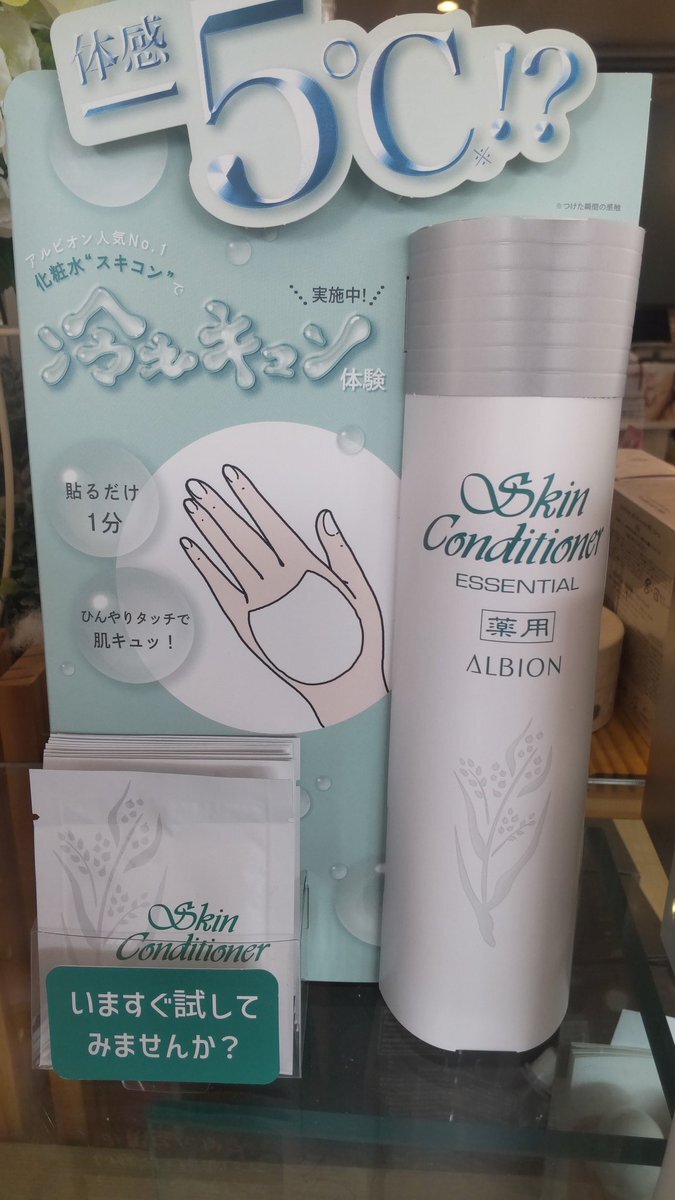 体感
−5℃!?
※
※つけた瞬間の感触
アルビオン人気No.1
化粧水“スキコン”で
実施中!
冷えキュン
体験
貼るだけ
1分
ひんやりタッチで
肌キュッ!
Skin
Conditioner
ESSENTIAL
薬用
ALBION
Skin
Conditioner
いますぐ試して
みませんか?